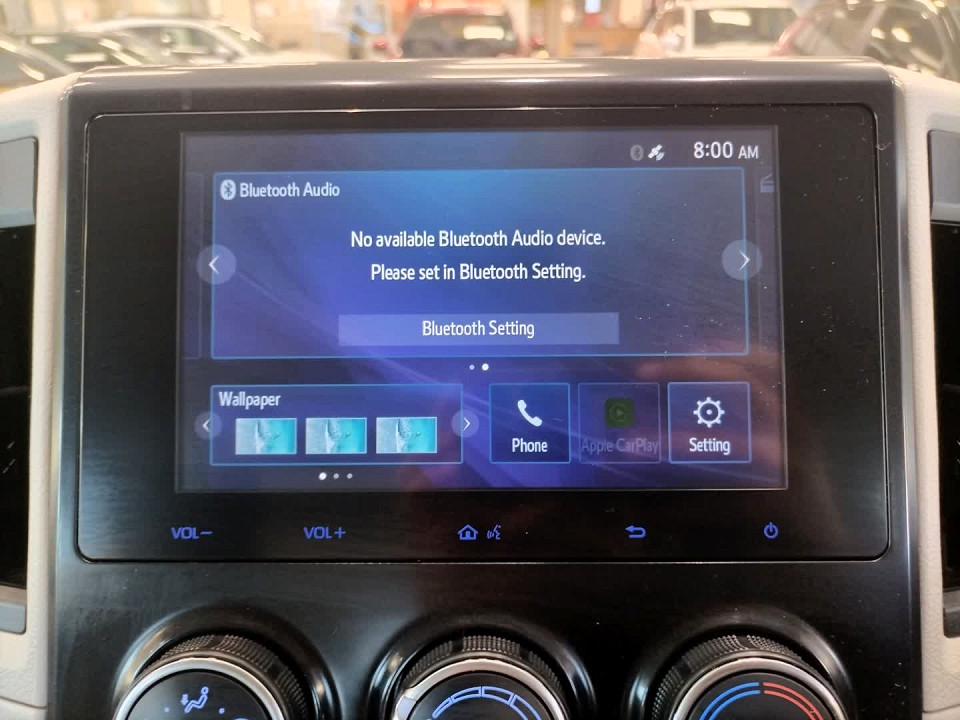 8:00 AM
Bluetooth Audio
No available Bluetooth Audio device.
Please set in Bluetooth Setting.
Bluetooth Setting
Wallpaper
Phone
Apple CarPlay
Setting
VOL−
VOL+